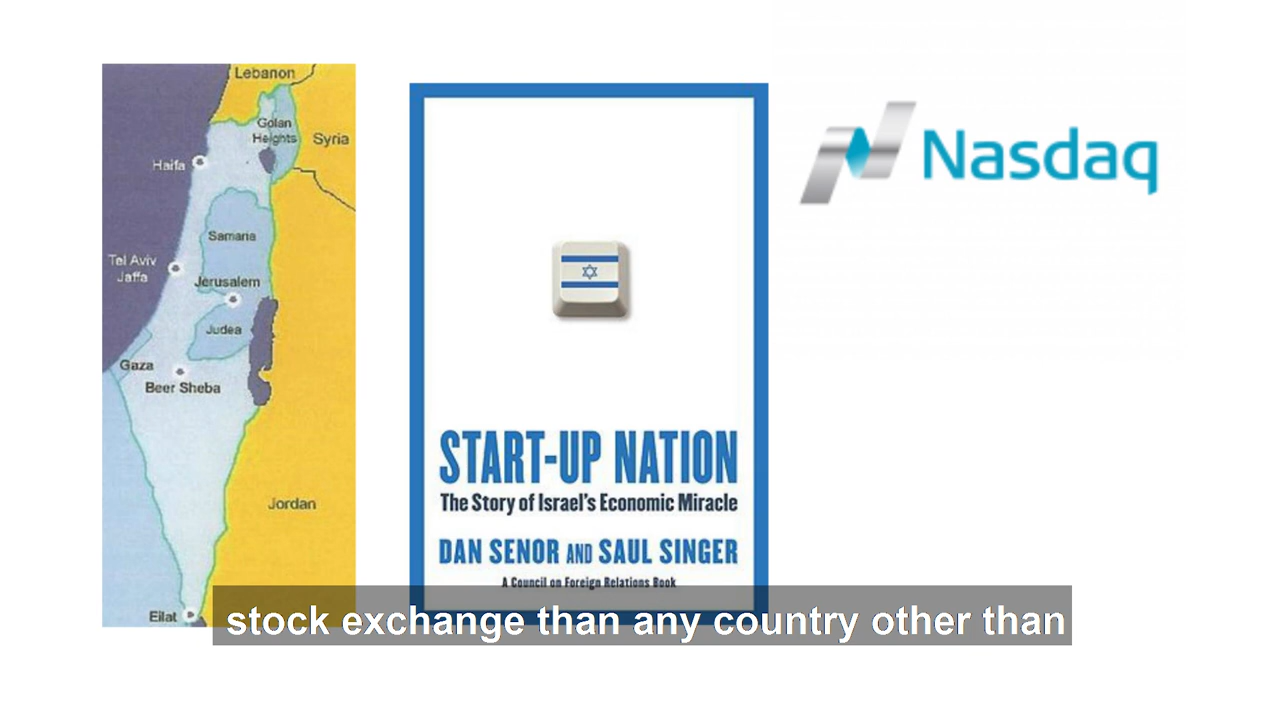 Lebanon
Golan
Heights
Syria
Haifa
Samaria
Tel Aviv
Jaffa
Jerusalem
Judea
Gaza
Beer Sheba
Jordan
Eilat
START-UP NATION
The Story of Israel's Economic Miracle
DAN SENOR AND SAUL SINGER
A Council on Foreign Relations Book
Nasdaq
stock exchange than any country other than